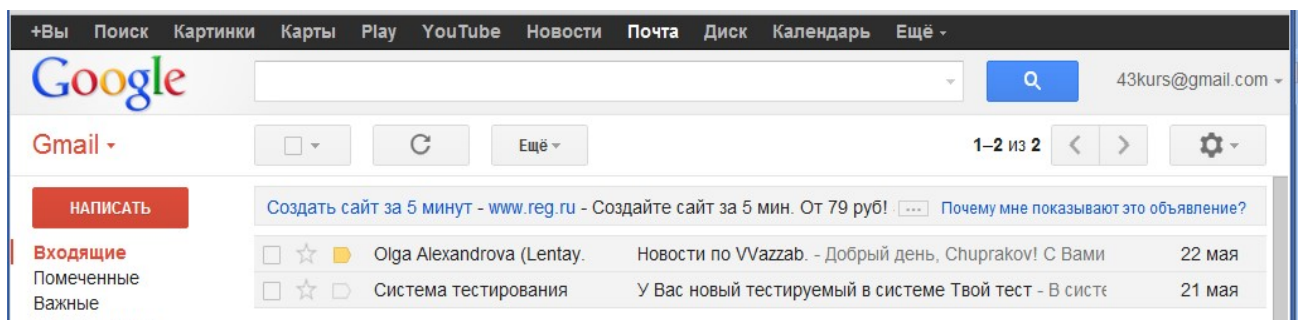 +Вы Поиск Картинки Карты Play YouTube Новости Почта Диск Календарь Ещё
Google 43kurs@gmail.com
Gmail Ещё 1–2 из 2
НАПИСАТЬ
Создать сайт за 5 минут - www.reg.ru - Создайте сайт за 5 мин. От 79 руб! Почему мне показывают это объявление?
Входящие
Olga Alexandrova (Lentay. Новости по VVazzab. - Добрый день, Chuprakov! С Вами 22 мая
Помеченные
Система тестирования У Вас новый тестируемый в системе Твой тест - В систе 21 мая
Важные